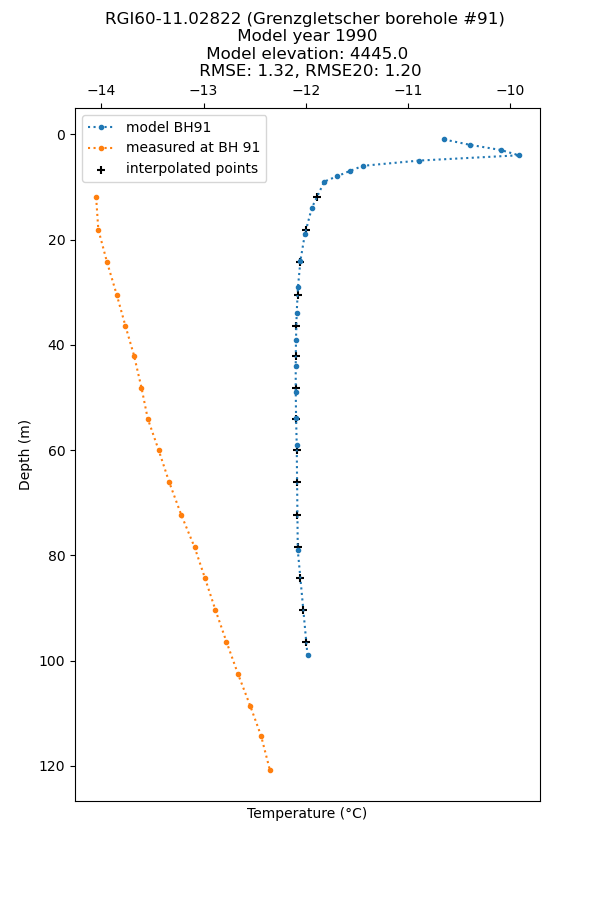 RGI60-11.02822 (Grenzgletscher borehole #91)
Model year 1990
Model elevation: 4445.0
RMSE: 1.32, RMSE20: 1.20
−14 −13 −12 −11 −10
model BH91
measured at BH 91
interpolated points
0
20
40
60
80
100
120
Depth (m)
Temperature (°C)